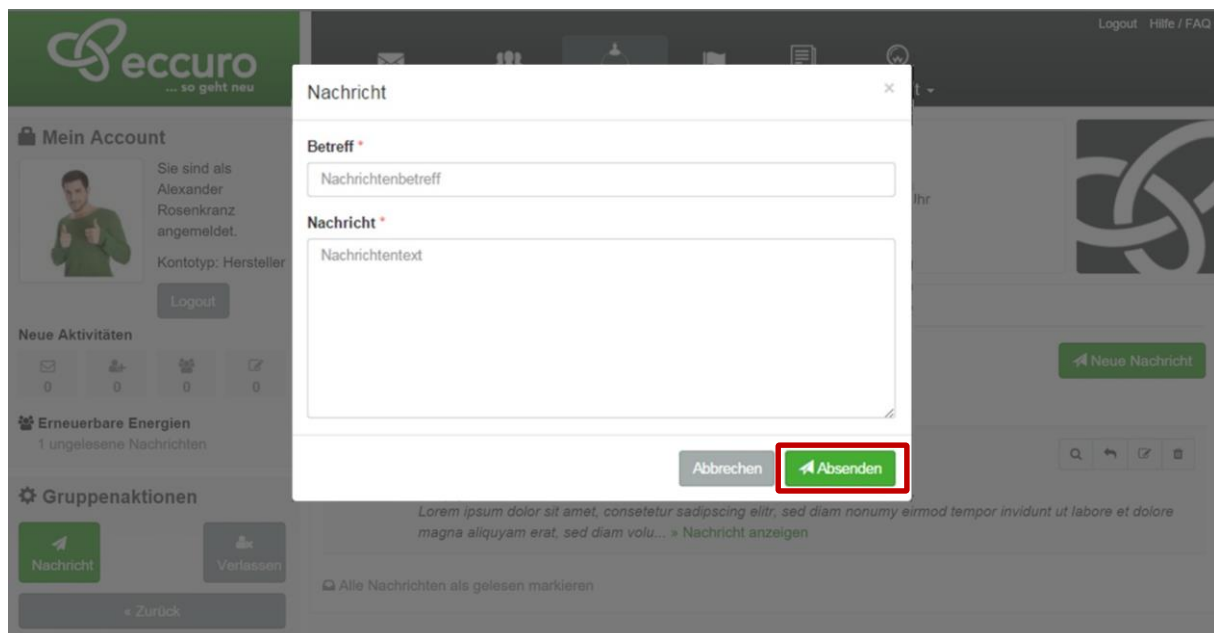 eccuro
... so geht neu
Logout Hilfe / FAQ
t
Mein Account
Sie sind als
Alexander
Rosenkranz
angemeldet.
Kontotyp: Hersteller
Logout
Neue Aktivitäten
0 0 0 0
Erneuerbare Energien
1 ungelesene Nachrichten
Gruppenaktionen
Nachricht
Verlassen
« Zurück
Nachricht
×
Betreff *
Nachrichtenbetreff
Nachricht *
Nachrichtentext
Abbrechen
Absenden
Ihr
Neue Nachricht
Lorem ipsum dolor sit amet, consetetur sadipscing elitr, sed diam nonumy eirmod tempor invidunt ut labore et dolore
magna aliquyam erat, sed diam volu... » Nachricht anzeigen
Alle Nachrichten als gelesen markieren